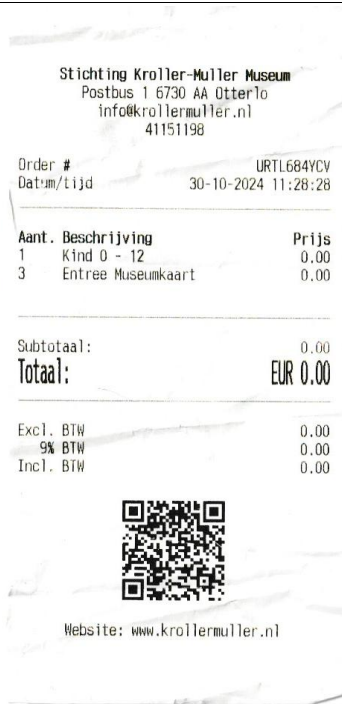 Stichting Kroller-Muller Museum
Postbus 1 6730 AA Otterlo
info@krollermuller.nl
41151198
Order # URTL684YCV
Datum/tijd 30-10-2024 11:28:28
Aant. Beschrijving Prijs
1 Kind 0 - 12 0.00
3 Entree Museumkaart 0.00
Subtotaal: 0.00
Totaal: EUR 0.00
Excl. BTW 0.00
9% BTW 0.00
Incl. BTW 0.00
Website: www.krollermuller.nl